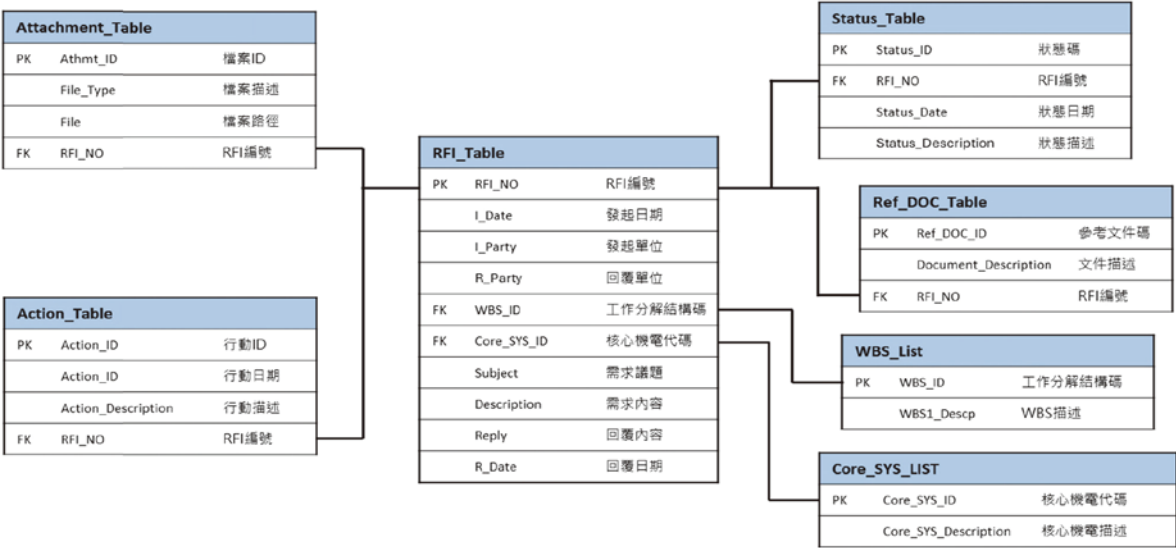 Attachment_Table
PK Athmt_ID 檔案ID
File_Type 檔案描述
File 檔案路徑
FK RFI_NO RFI編號
Action_Table
PK Action_ID 行動ID
Action_ID 行動日期
Action_Description 行動描述
FK RFI_NO RFI編號
RFI_Table
PK RFI_NO RFI編號
I_Date 發起日期
I_Party 發起單位
R_Party 回覆單位
FK WBS_ID 工作分解結構碼
FK Core_SYS_ID 核心機電代碼
Subject 需求議題
Description 需求內容
Reply 回覆內容
R_Date 回覆日期
Status_Table
PK Status_ID 狀態碼
FK RFI_NO RFI編號
Status_Date 狀態日期
Status_Description 狀態描述
Ref_DOC_Table
PK Ref_DOC_ID 參考文件碼
Document_Description 文件描述
FK RFI_NO RFI編號
WBS_List
PK WBS_ID 工作分解結構碼
WBS1_Descp WBS描述
Core_SYS_LIST
PK Core_SYS_ID 核心機電代碼
Core_SYS_Description 核心機電描述